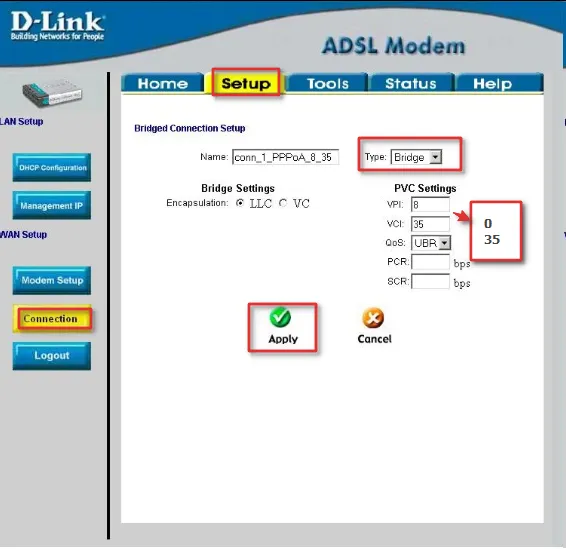 D-Link
Building Networks for People
ADSL Modem
Home Setup Tools Status Help
LAN Setup
DHCP Configuration
Management IP
WAN Setup
Modem Setup
Connection
Logout
Bridged Connection Setup
Name: conn_1_PPPoA_8_35 Type: Bridge
Bridge Settings
Encapsulation: LLC VC
PVC Settings
VPI: 8
VCI: 35
QoS: UBR
PCR: bps
SCR: bps
0
35
Apply Cancel